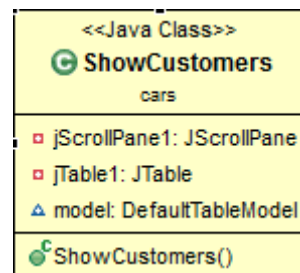 <<Java Class>>
ShowCustomers
cars
jScrollPane1: JScrollPane
jTable1: JTable
model: DefaultTableModel
ShowCustomers()